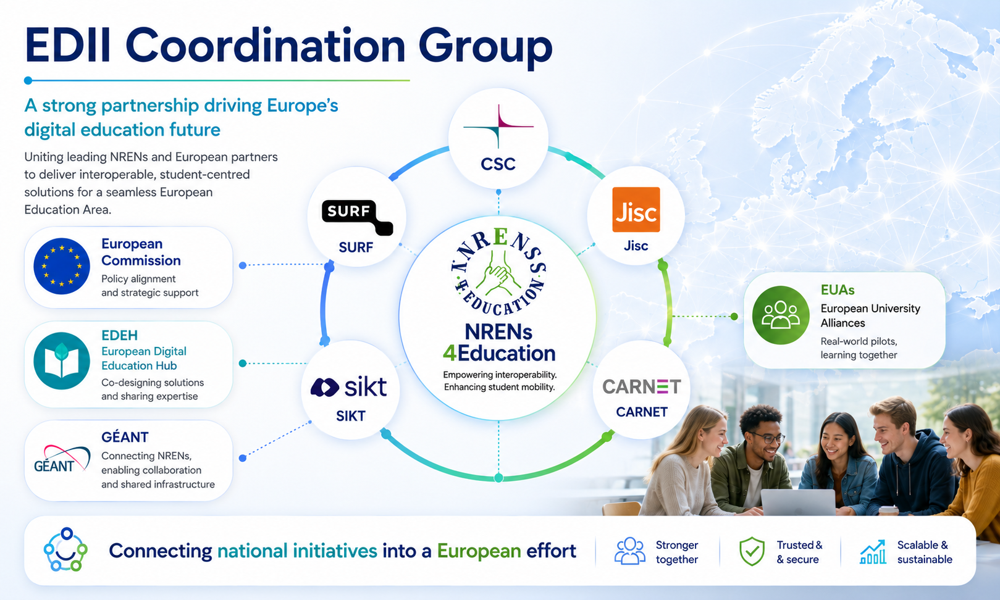 EDII Coordination Group
A strong partnership driving Europe's
digital education future
Uniting leading NRENs and European partners
to deliver interoperable, student-centred
solutions for a seamless European
Education Area.
European
Commission
Policy alignment
and strategic support
EDEH
European Digital
Education Hub
Co-designing solutions
and sharing expertise
GÉANT
GÉANT
Connecting NRENs,
enabling collaboration
and shared infrastructure
CSC
SURF
SURF
Jisc
Jisc
sikt
SIKT
CARNET
CARNET
EDUCATION
NRENs
4Education
Empowering interoperability.
Enhancing student mobility.
EUAs
European University
Alliances
Real-world pilots,
learning together
Connecting national initiatives into a European effort
Stronger
together
Trusted &
& secure
Scalable &
sustainable